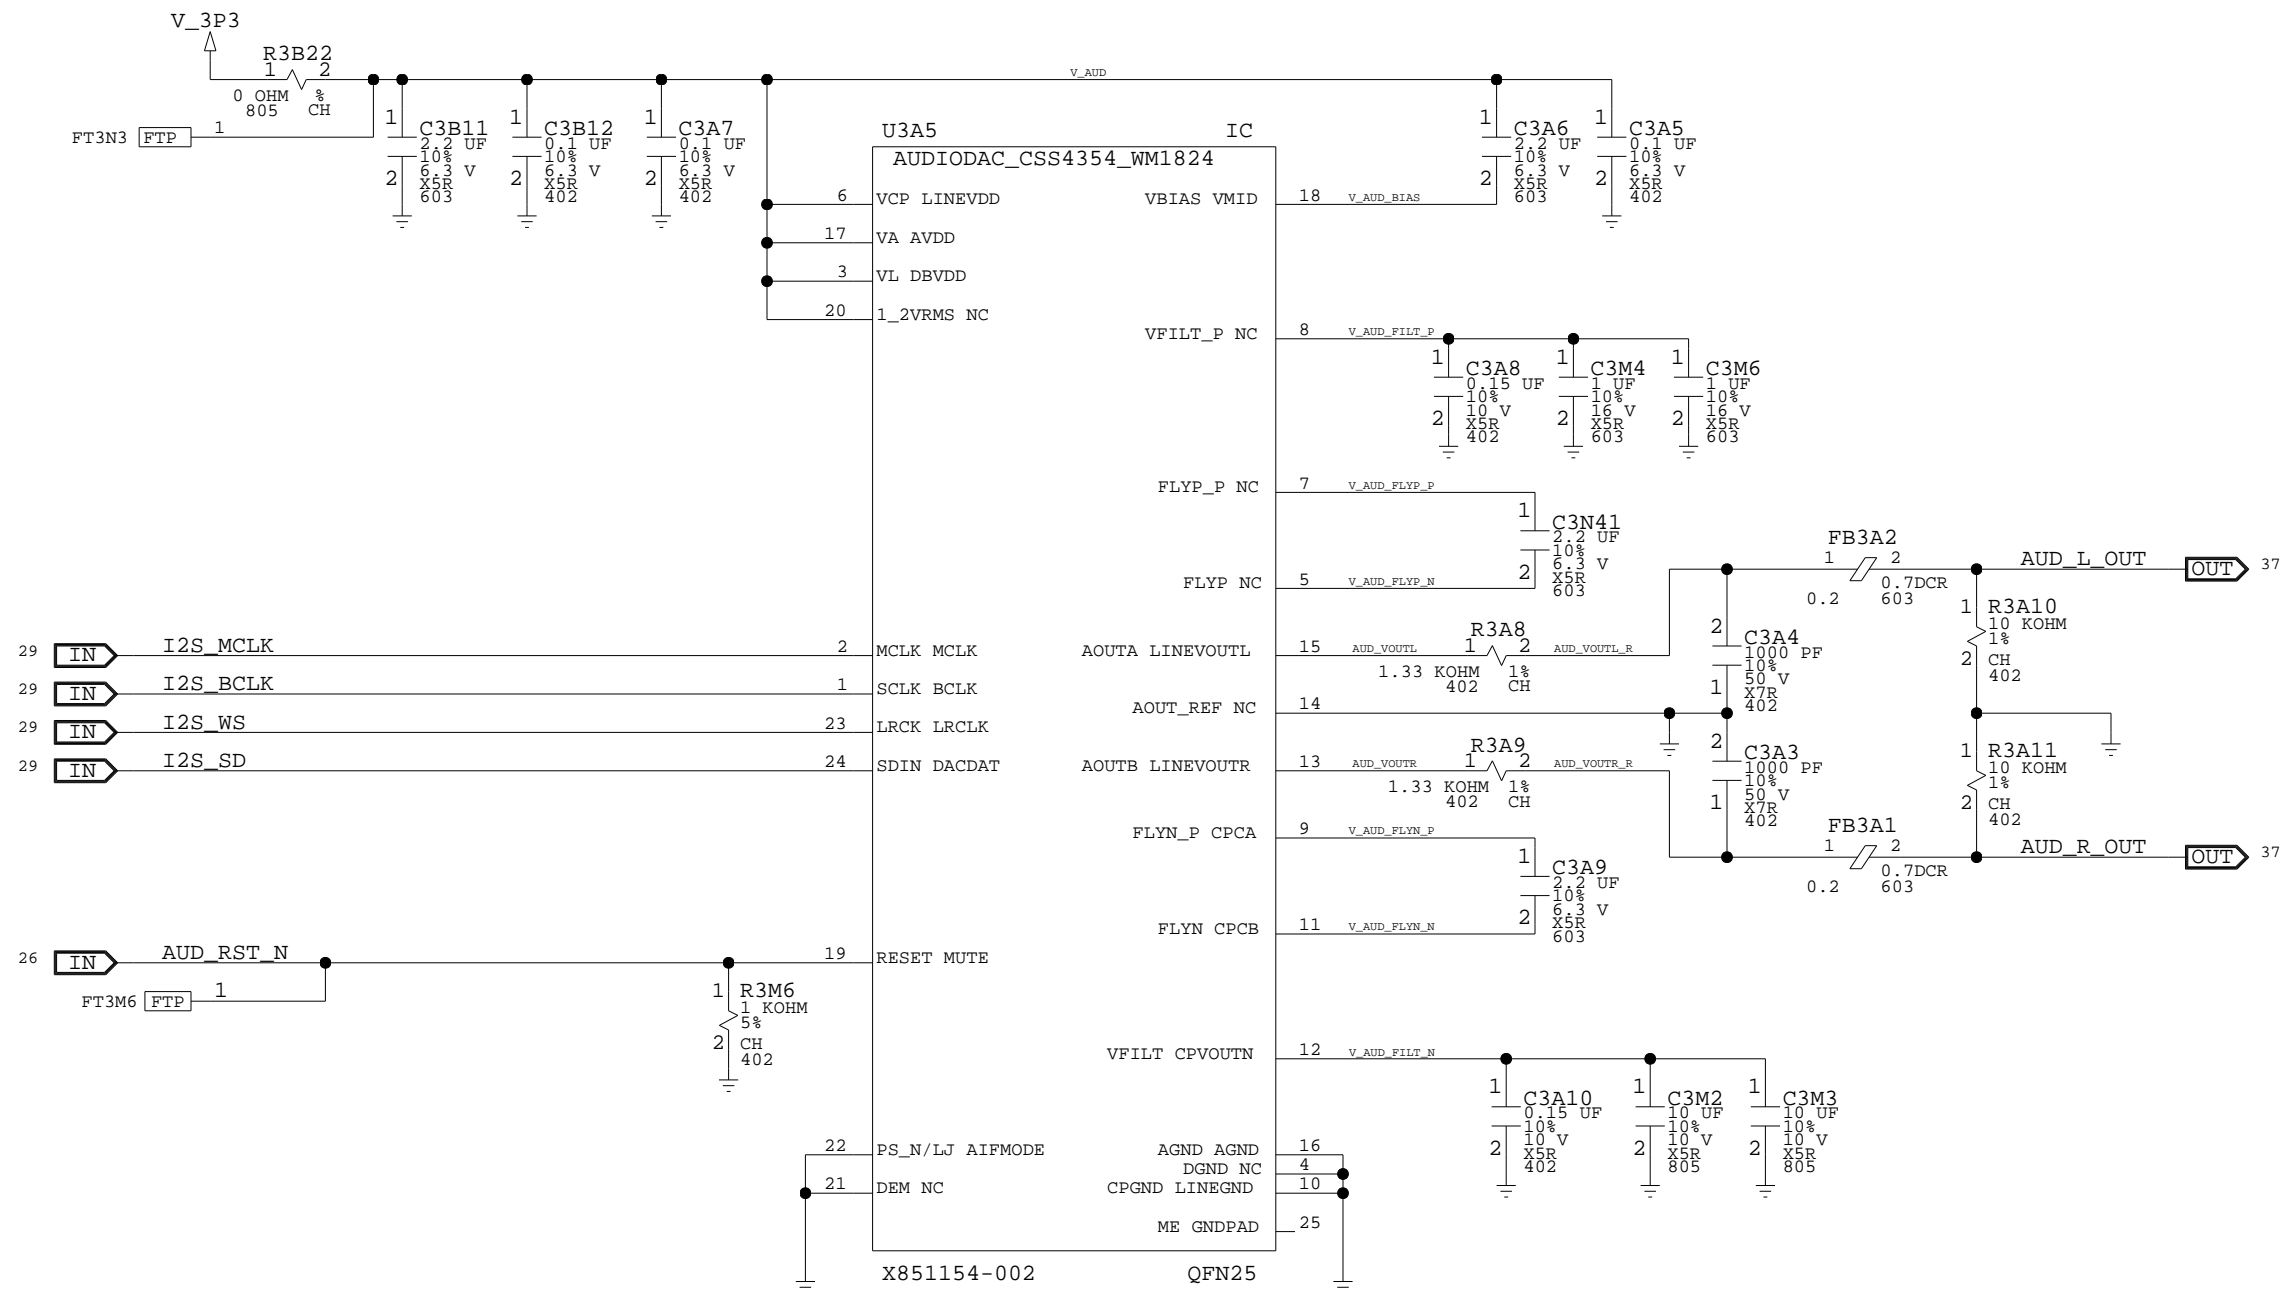 V_3P3
R3B22
1 2
0 OHM %
805 CH
FT3N3 FTP 1
V_AUD
1 C3B11
2.2 UF
10%
6.3 V
2 X5R
603
1 C3B12
0.1 UF
10%
6.3 V
2 X5R
402
1 C3A7
0.1 UF
10%
6.3 V
2 X5R
402
U3A5 IC
AUDIODAC_CSS4354_WM1824
1 C3A6
2.2 UF
10%
6.3 V
2 X5R
603
1 C3A5
0.1 UF
10%
6.3 V
2 X5R
402
6 VCP LINEVDD
17 VA AVDD
3 VL DBVDD
20 1_2VRMS NC
VBIAS VMID 18 V_AUD_BIAS
VFILT_P NC 8 V_AUD_FILT_P
1 C3A8
0.15 UF
10%
10 V
2 X5R
402
1 C3M4
1 UF
10%
16 V
2 X5R
603
1 C3M6
1 UF
10%
16 V
2 X5R
603
FLYP_P NC 7 V_AUD_FLYP_P
1 C3N41
2.2 UF
10%
6.3 V
2 X5R
603
FLYP NC 5 V_AUD_FLYP_N
29 IN I2S_MCLK 2 MCLK MCLK
29 IN I2S_BCLK 1 SCLK BCLK
29 IN I2S_WS 23 LRCK LRCLK
29 IN I2S_SD 24 SDIN DACDAT
AOUTA LINEVOUTL 15 AUD_VOUTL
R3A8
1 2
1.33 KOHM 1%
402 CH
AUD_VOUTL_R
AOUT_REF NC 14
AOUTB LINEVOUTR 13 AUD_VOUTR
R3A9
1 2
1.33 KOHM 1%
402 CH
AUD_VOUTR_R
2 C3A4
1000 PF
10%
50 V
1 X7R
402
2 C3A3
1000 PF
10%
50 V
1 X7R
402
FB3A2
1 2
0.7DCR
0.2 603
AUD_L_OUT OUT 37
1 R3A10
10 KOHM
1%
2 CH
402
1 R3A11
10 KOHM
1%
2 CH
402
FB3A1
1 2
0.7DCR
0.2 603
AUD_R_OUT OUT 37
FLYN_P CPCA 9 V_AUD_FLYN_P
1 C3A9
2.2 UF
10%
6.3 V
2 X5R
603
FLYN CPCB 11 V_AUD_FLYN_N
26 IN AUD_RST_N 19 RESET MUTE
FT3M6 FTP 1
1 R3M6
1 KOHM
5%
2 CH
402
VFILT CPVOUTN 12 V_AUD_FILT_N
1 C3A10
0.15 UF
10%
10 V
2 X5R
402
1 C3M2
10 UF
10%
10 V
2 X5R
805
1 C3M3
10 UF
10%
10 V
2 X5R
805
22 PS_N/LJ AIFMODE
21 DEM NC
AGND AGND 16
DGND NC 4
CPGND LINEGND 10
ME GNDPAD 25
X851154-002 QFN25